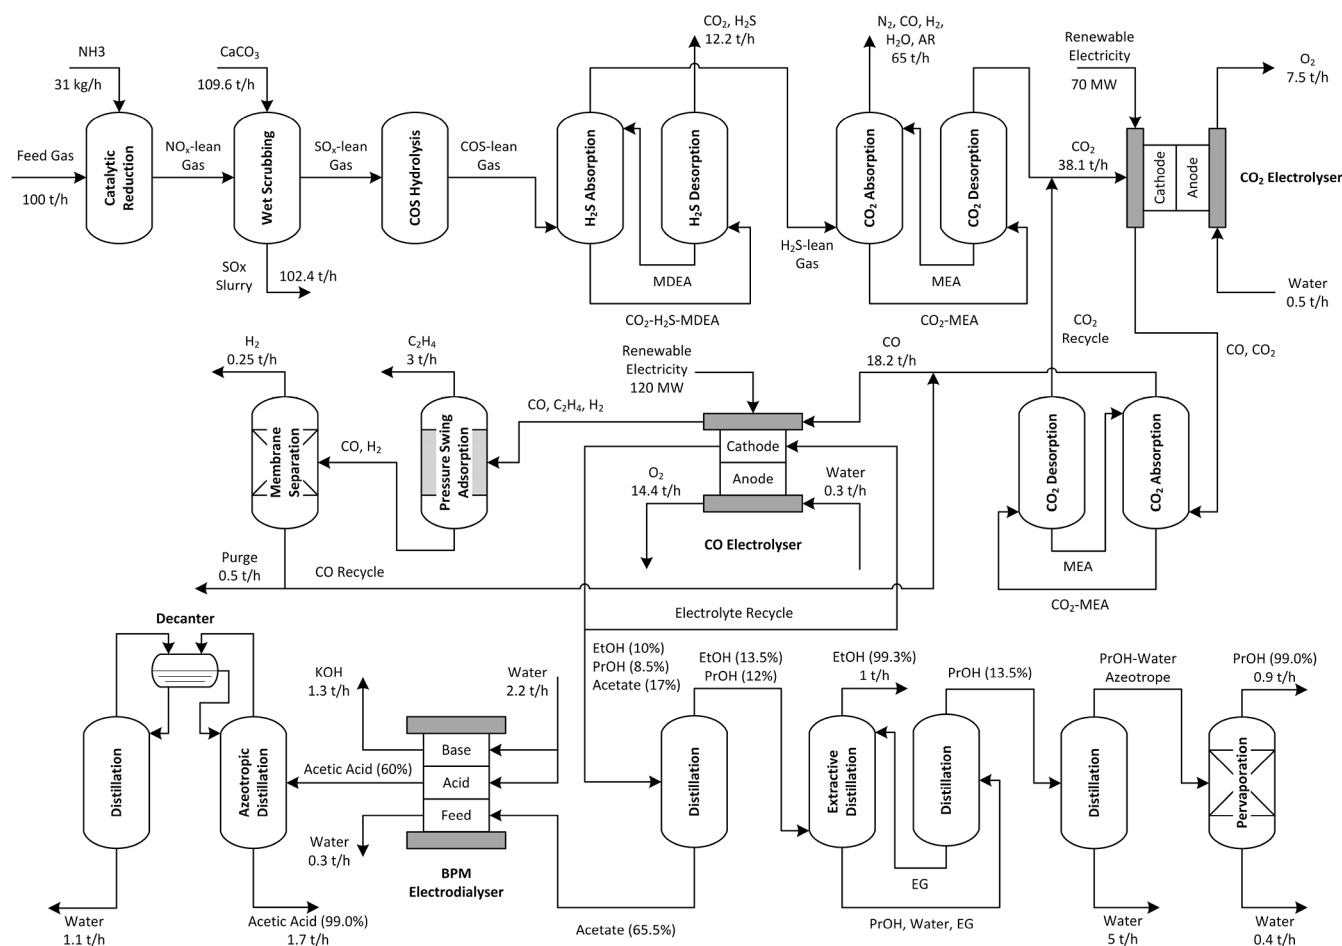 NH3
31 kg/h
Feed Gas
100 t/h
Catalytic
Reduction
NOₓ-lean
Gas
CaCO₃
109.6 t/h
Wet Scrubbing
SOx
Slurry
102.4 t/h
SOₓ-lean
Gas
COS Hydrolysis
COS-lean
Gas
H₂S Absorption
H₂S Desorption
CO₂, H₂S
12.2 t/h
MDEA
CO₂-H₂S-MDEA
H₂S-lean
Gas
N₂, CO, H₂,
H₂O, AR
65 t/h
CO₂ Absorption
CO₂ Desorption
MEA
CO₂-MEA
Renewable
Electricity
70 MW
CO₂
38.1 t/h
O₂
7.5 t/h
Cathode
Anode
CO₂ Electrolyser
Water
0.5 t/h
CO₂
Recycle
CO, CO₂
H₂
0.25 t/h
C₂H₄
3 t/h
Membrane
Separation
CO, H₂
Pressure Swing
Adsorption
CO, C₂H₄, H₂
Renewable
Electricity
120 MW
CO
18.2 t/h
Cathode
Anode
O₂
14.4 t/h
Water
0.3 t/h
CO Electrolyser
CO₂ Desorption
CO₂ Absorption
MEA
CO₂-MEA
Purge
0.5 t/h
CO Recycle
Electrolyte Recycle
Decanter
Distillation
Azeotropic
Distillation
Water
1.1 t/h
Acetic Acid (99.0%)
1.7 t/h
KOH
1.3 t/h
Water
2.2 t/h
Acetic Acid (60%)
Base
Acid
Feed
Water
0.3 t/h
BPM
Electrodialyser
EtOH (10%)
PrOH (8.5%)
Acetate (17%)
Distillation
Acetate (65.5%)
EtOH (13.5%)
PrOH (12%)
EtOH (99.3%)
1 t/h
Extractive
Distillation
Distillation
EG
PrOH, Water, EG
PrOH (13.5%)
Distillation
Water
5 t/h
PrOH-Water
Azeotrope
PrOH (99.0%)
0.9 t/h
Pervaporation
Water
0.4 t/h